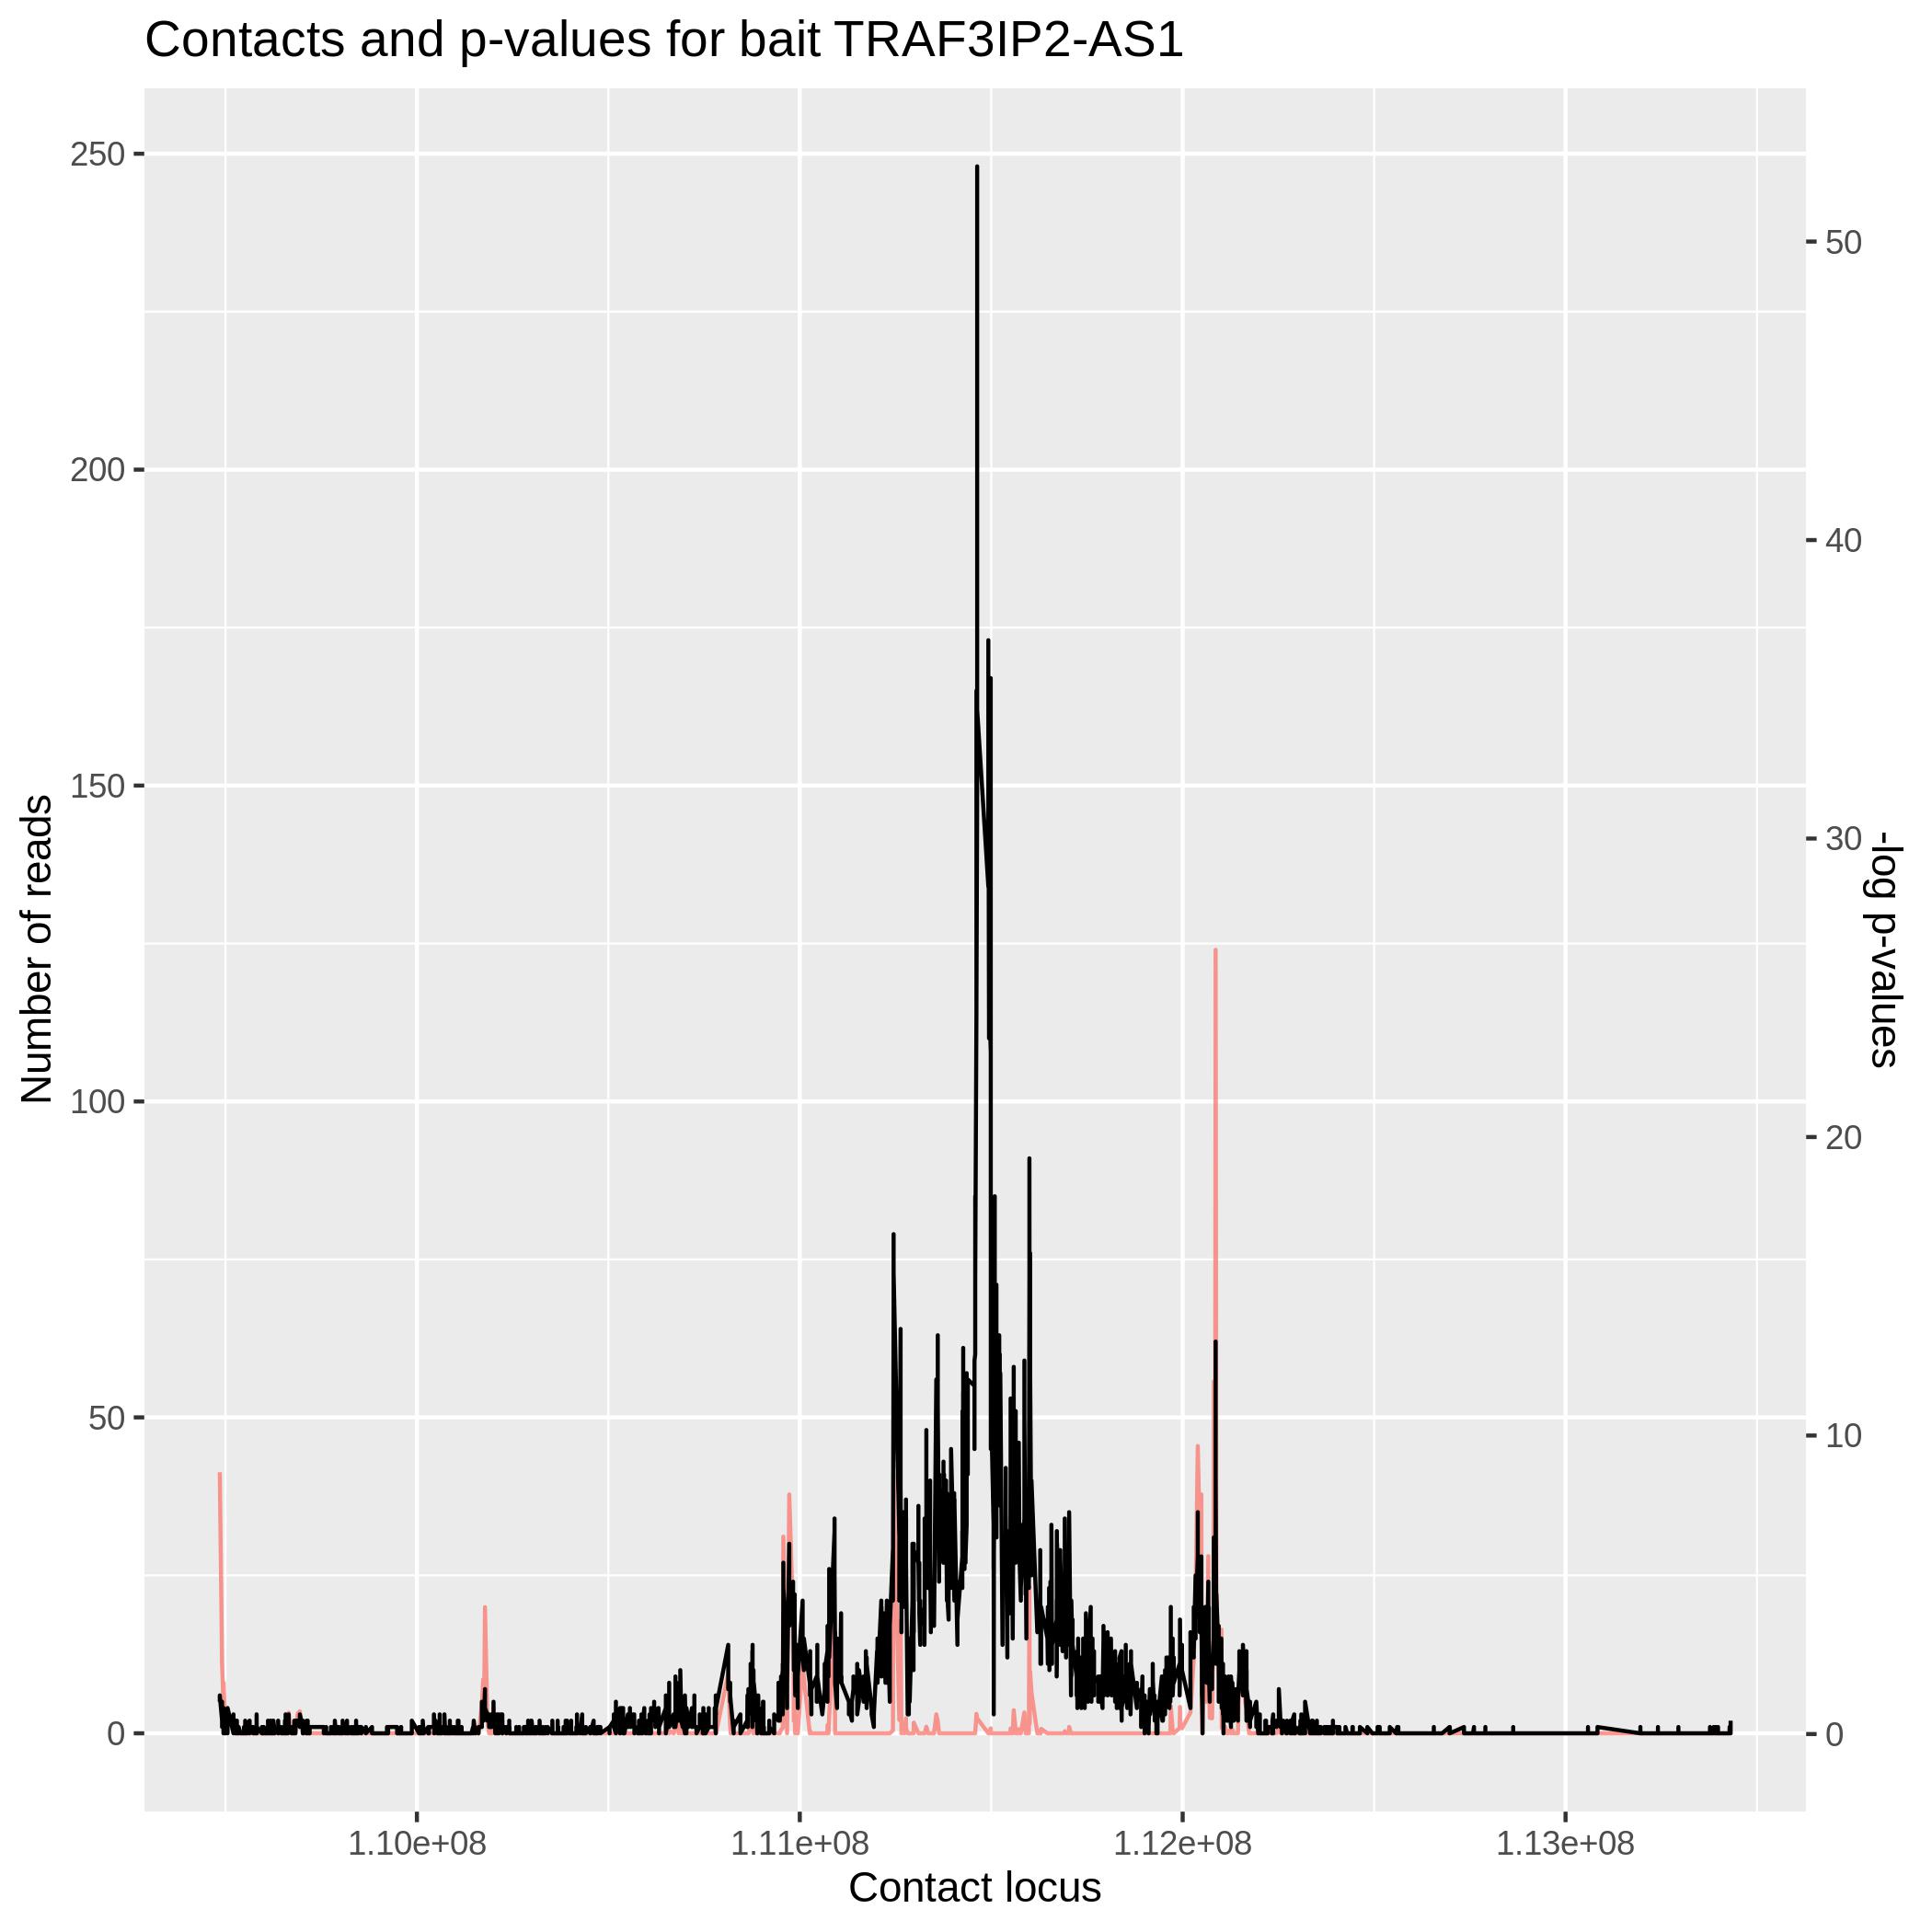 Contacts and p-values for bait TRAF3IP2-AS1
Number of reads
250
200
150
100
50
0
50
40
30
20
10
0
-log p-values
1.10e+08 1.11e+08 1.12e+08 1.13e+08
Contact locus